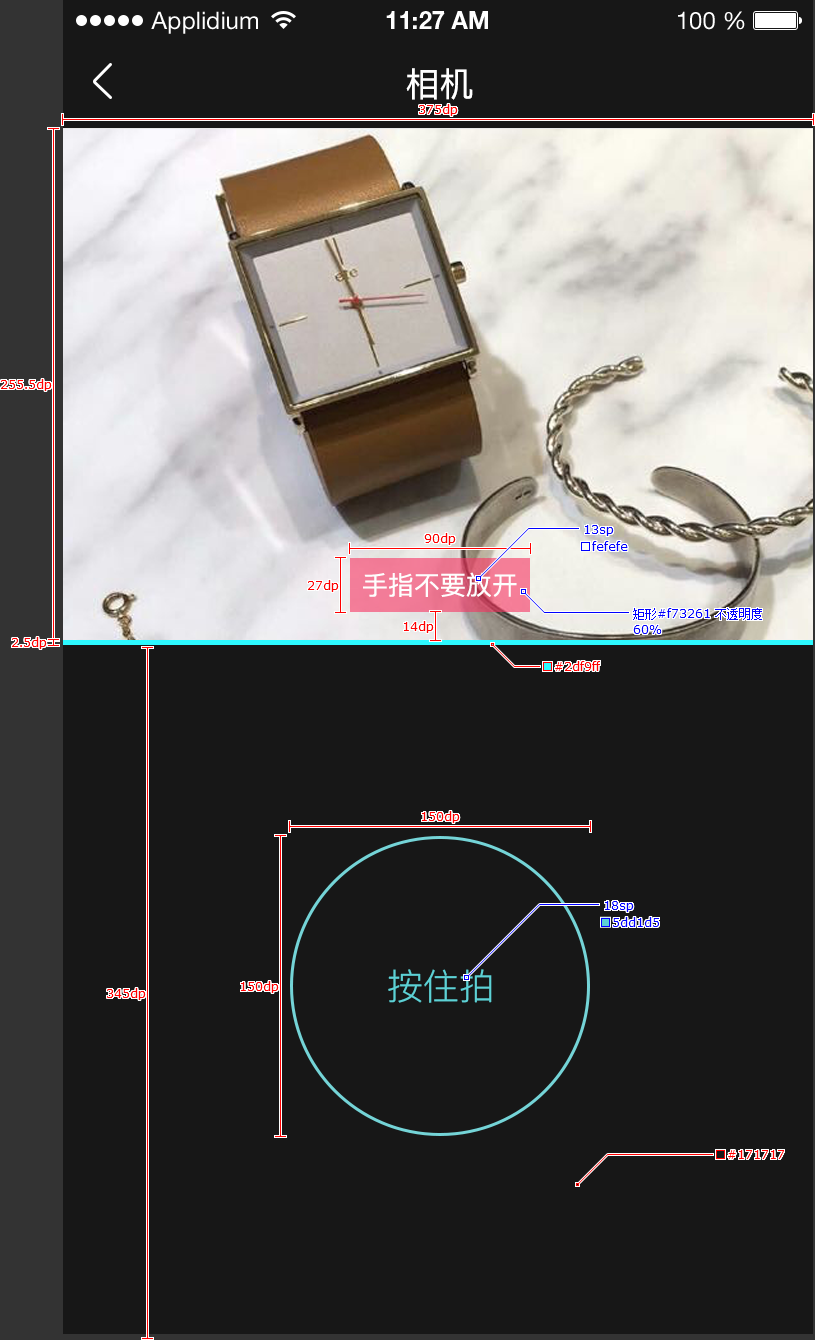 Applidium
11:27 AM
100 %
相机
375dp
255.5dp
13sp
fefefe
90dp
27dp
手指不要放开
矩形#f73261 不透明度
60%
14dp
2.5dp
#2df9ff
150dp
18sp
5dd1d5
按住拍
150dp
345dp
#171717